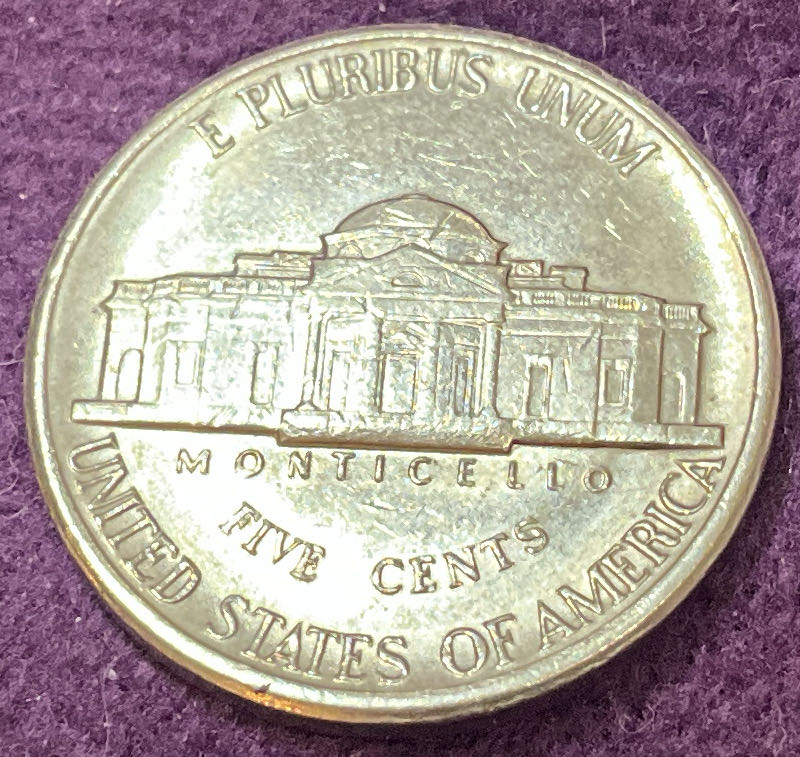 E PLURIBUS UNUM
MONTICELLO
FIVE CENTS
UNITED STATES OF AMERICA